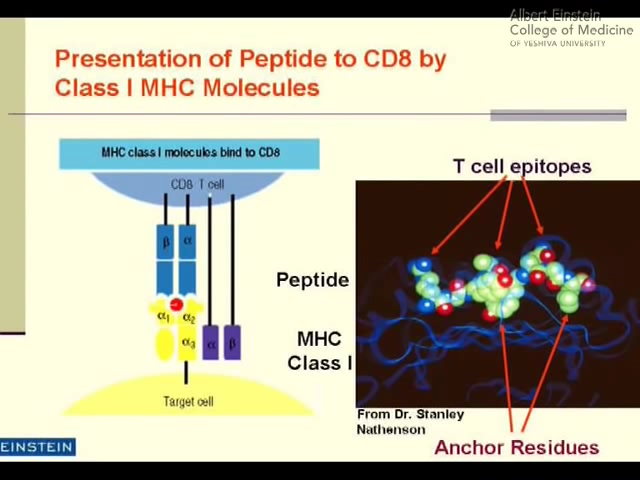 Albert Einstein
College of Medicine
OF YESHIVA UNIVERSITY
Presentation of Peptide to CD8 by
Class I MHC Molecules
MHC class I molecules bind to CD8
CD8 T cell
β α
α1 α2
α3 α β
Target cell
Peptide
MHC
Class I
T cell epitopes
From Dr. Stanley
Nathenson
Anchor Residues
EINSTEIN